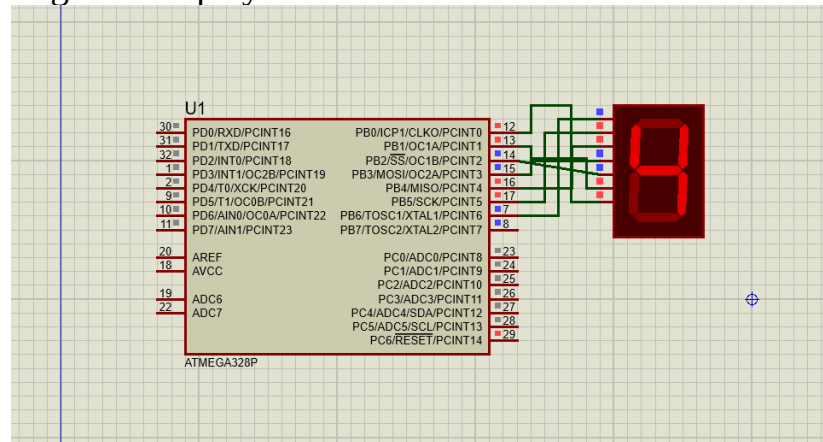 U1
30 PD0/RXD/PCINT16 PB0/ICP1/CLKO/PCINT0 12
31 PD1/TXD/PCINT17 PB1/OC1A/PCINT1 13
32 PD2/INT0/PCINT18 PB2/SS/OC1B/PCINT2 14
1 PD3/INT1/OC2B/PCINT19 PB3/MOSI/OC2A/PCINT3 15
2 PD4/T0/XCK/PCINT20 PB4/MISO/PCINT4 16
9 PD5/T1/OC0B/PCINT21 PB5/SCK/PCINT5 17
10 PD6/AIN0/OC0A/PCINT22 PB6/TOSC1/XTAL1/PCINT6 7
11 PD7/AIN1/PCINT23 PB7/TOSC2/XTAL2/PCINT7 8
20 AREF PC0/ADC0/PCINT8 23
18 AVCC PC1/ADC1/PCINT9 24
PC2/ADC2/PCINT10 25
19 ADC6 PC3/ADC3/PCINT11 26
22 ADC7 PC4/ADC4/SDA/PCINT12 27
PC5/ADC5/SCL/PCINT13 28
PC6/RESET/PCINT14 29
ATMEGA328P
4